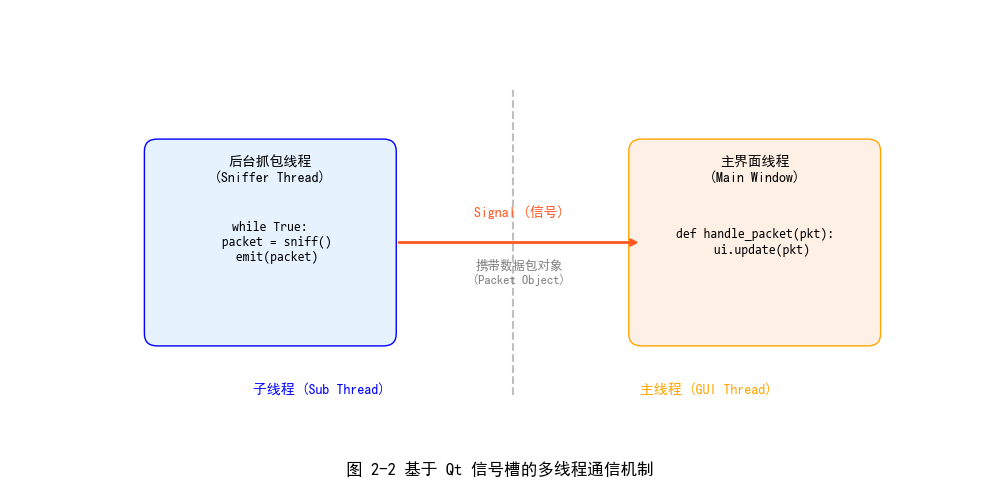 后台抓包线程
(Sniffer Thread)
while True:
packet = sniff()
emit(packet)
Signal (信号)
携带数据包对象
(Packet Object)
主界面线程
(Main Window)
def handle_packet(pkt):
ui.update(pkt)
子线程 (Sub Thread)
主线程 (GUI Thread)
图 2-2 基于 Qt 信号槽的多线程通信机制